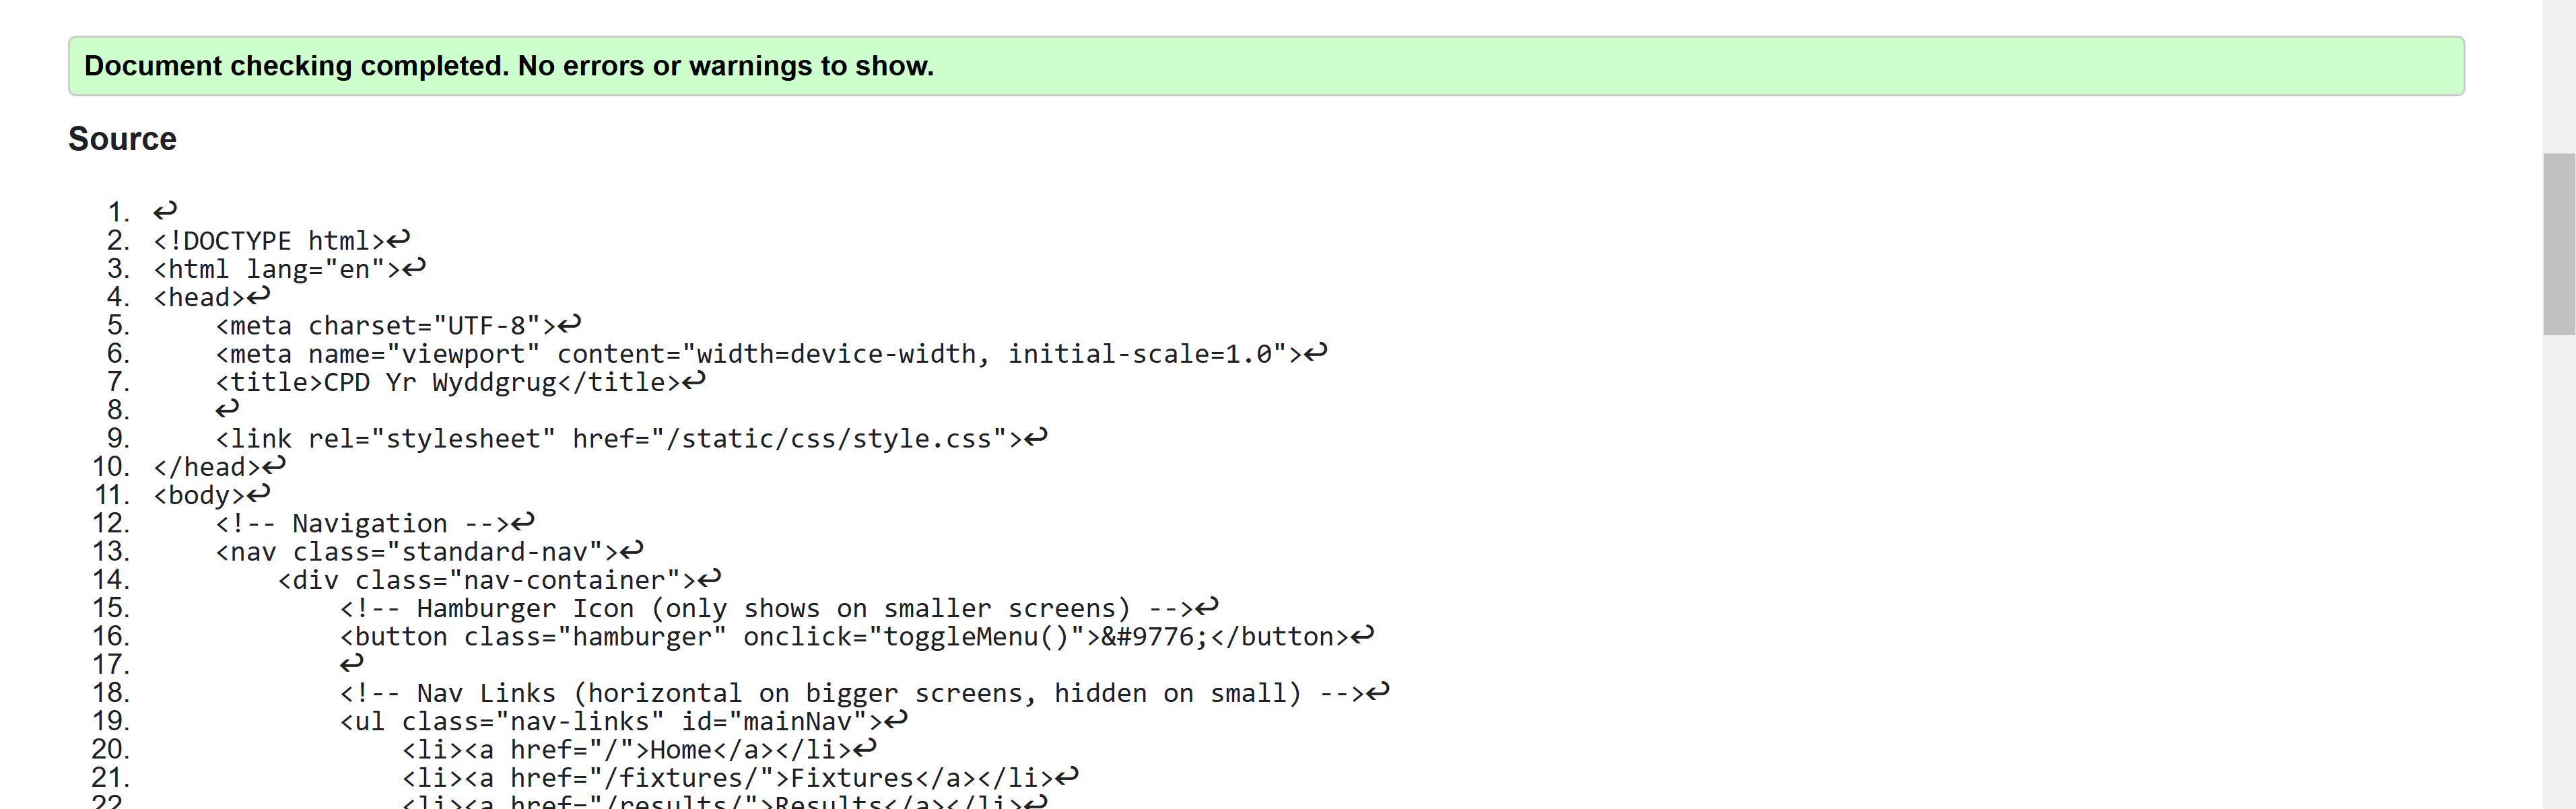 Document checking completed. No errors or warnings to show.
Source
1. ↩
2. <!DOCTYPE html>↩
3. <html lang="en">↩
4. <head>↩
5.     <meta charset="UTF-8">↩
6.     <meta name="viewport" content="width=device-width, initial-scale=1.0">↩
7.     <title>CPD Yr Wyddgrug</title>↩
8.     ↩
9.     <link rel="stylesheet" href="/static/css/style.css">↩
10. </head>↩
11. <body>↩
12.     <!-- Navigation -->↩
13.     <nav class="standard-nav">↩
14.         <div class="nav-container">↩
15.             <!-- Hamburger Icon (only shows on smaller screens) -->↩
16.             <button class="hamburger" onclick="toggleMenu()">&#9776;</button>↩
17.             ↩
18.             <!-- Nav Links (horizontal on bigger screens, hidden on small) -->↩
19.             <ul class="nav-links" id="mainNav">↩
20.                 <li><a href="/">Home</a></li>↩
21.                 <li><a href="/fixtures/">Fixtures</a></li>↩
22.                 <li><a href="/results/">Results</a></li>↩